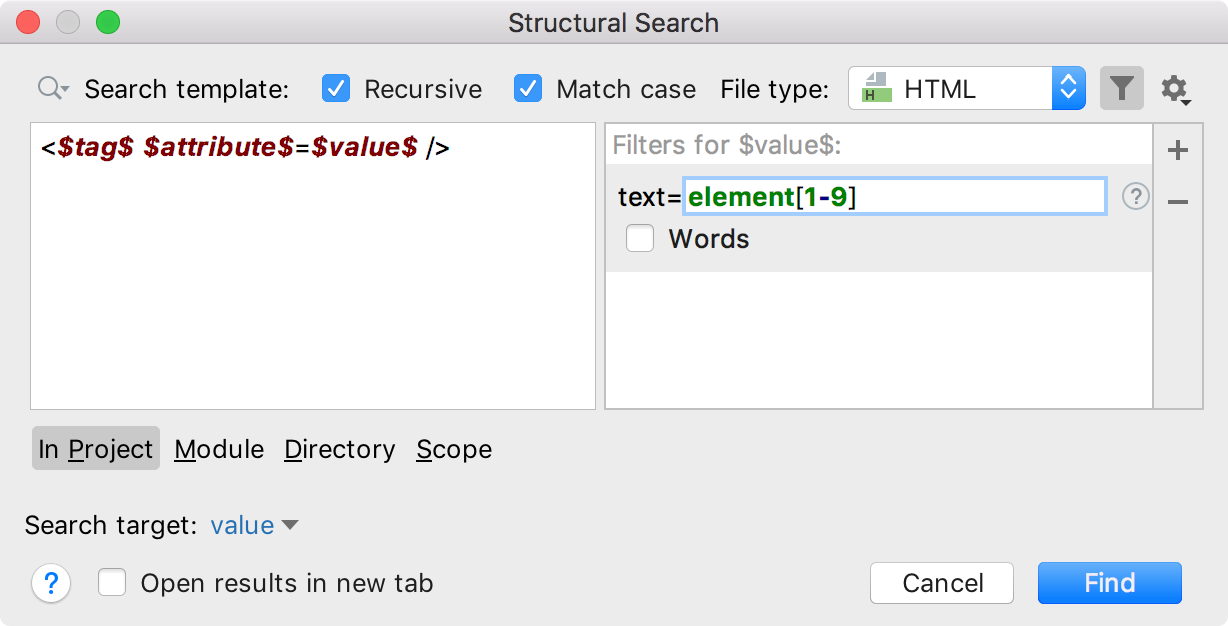 Structural Search
Search template: Recursive Match case File type: H HTML
<$tag$ $attribute$=$value$ />
Filters for $value$:
text=element[1-9] ?
Words
In Project Module Directory Scope
Search target: value
? Open results in new tab Cancel Find